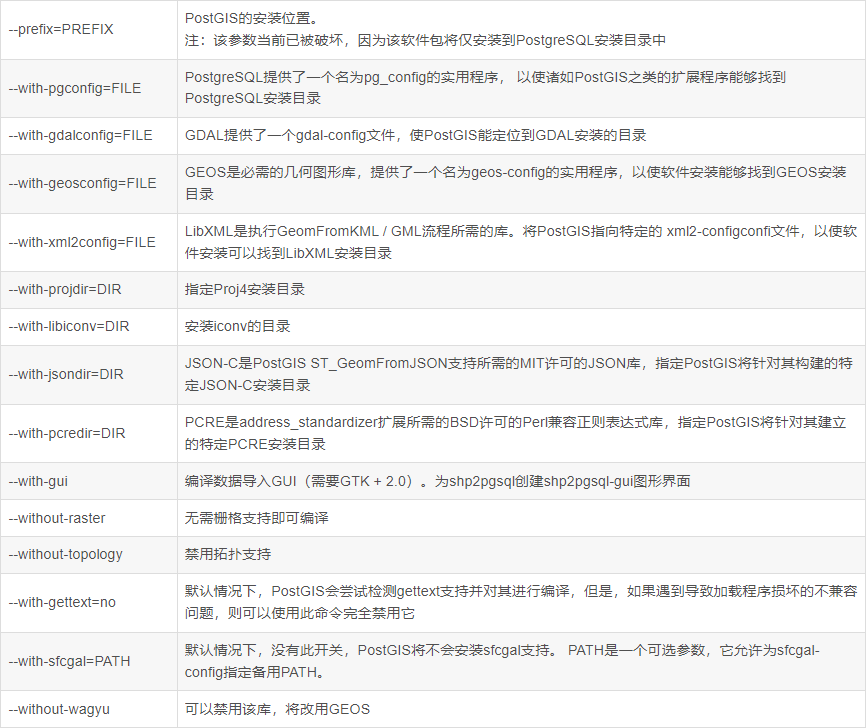 --prefix=PREFIX
PostGIS的安装位置。
注：该参数当前已被破坏，因为该软件包将仅安装到PostgreSQL安装目录中
--with-pgconfig=FILE
PostgreSQL提供了一个名为pg_config的实用程序， 以使诸如PostGIS之类的扩展程序能够找到
PostgreSQL安装目录
--with-gdalconfig=FILE
GDAL提供了一个gdal-config文件，使PostGIS能定位到GDAL安装的目录
--with-geosconfig=FILE
GEOS是必需的几何图形库，提供了一个名为geos-config的实用程序，以使软件安装能够找到GEOS安装
目录
--with-xml2config=FILE
LibXML是执行GeomFromKML / GML流程所需的库。将PostGIS指向特定的 xml2-configconfi文件，以使软
件安装可以找到LibXML安装目录
--with-projdir=DIR
指定Proj4安装目录
--with-libiconv=DIR
安装iconv的目录
--with-jsondir=DIR
JSON-C是PostGIS ST_GeomFromJSON支持所需的MIT许可的JSON库，指定PostGIS将针对其构建的特
定JSON-C安装目录
--with-pcredir=DIR
PCRE是address_standardizer扩展所需的BSD许可的Perl兼容正则表达式库，指定PostGIS将针对其建立
的特定PCRE安装目录
--with-gui
编译数据导入GUI（需要GTK + 2.0）。为shp2pgsql创建shp2pgsql-gui图形界面
--without-raster
无需栅格支持即可编译
--without-topology
禁用拓扑支持
--with-gettext=no
默认情况下，PostGIS会尝试检测gettext支持并对其进行编译，但是，如果遇到导致加载程序损坏的不兼容
问题，则可以使用此命令完全禁用它
--with-sfcgal=PATH
默认情况下，没有此开关，PostGIS将不会安装sfcgal支持。 PATH是一个可选参数，它允许为sfcgal-
config指定备用PATH。
--without-wagyu
可以禁用该库，将改用GEOS